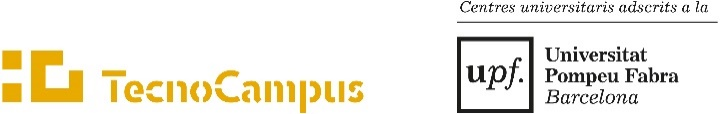 Centres universitaris adscrits a la
TecnoCampus
upf.
Universitat
Pompeu Fabra
Barcelona